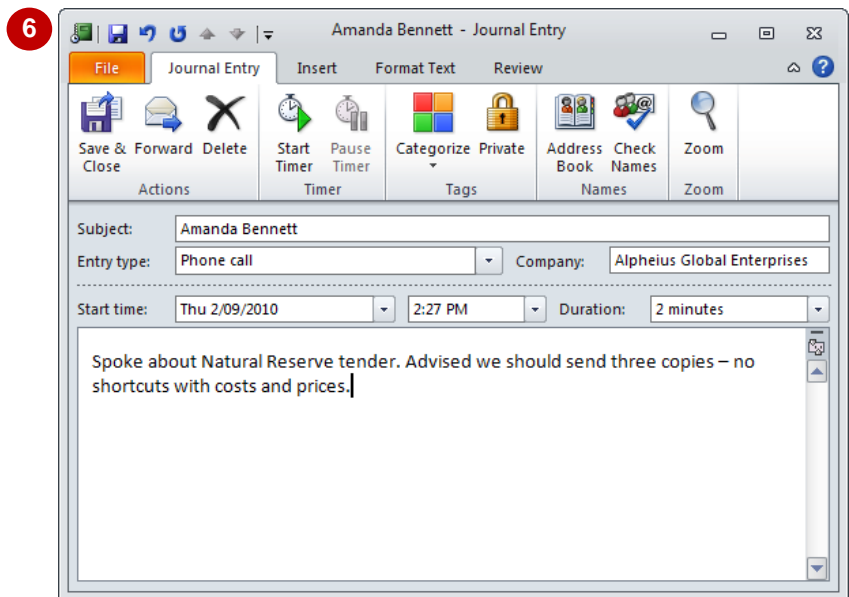 6
Amanda Bennett - Journal Entry
File Journal Entry Insert Format Text Review
Save & Close Forward Delete Start Timer Pause Timer Categorize Private Address Book Check Names Zoom
Actions Timer Tags Names Zoom
Subject: Amanda Bennett
Entry type: Phone call Company: Alpheius Global Enterprises
Start time: Thu 2/09/2010 2:27 PM Duration: 2 minutes
Spoke about Natural Reserve tender. Advised we should send three copies – no
shortcuts with costs and prices.